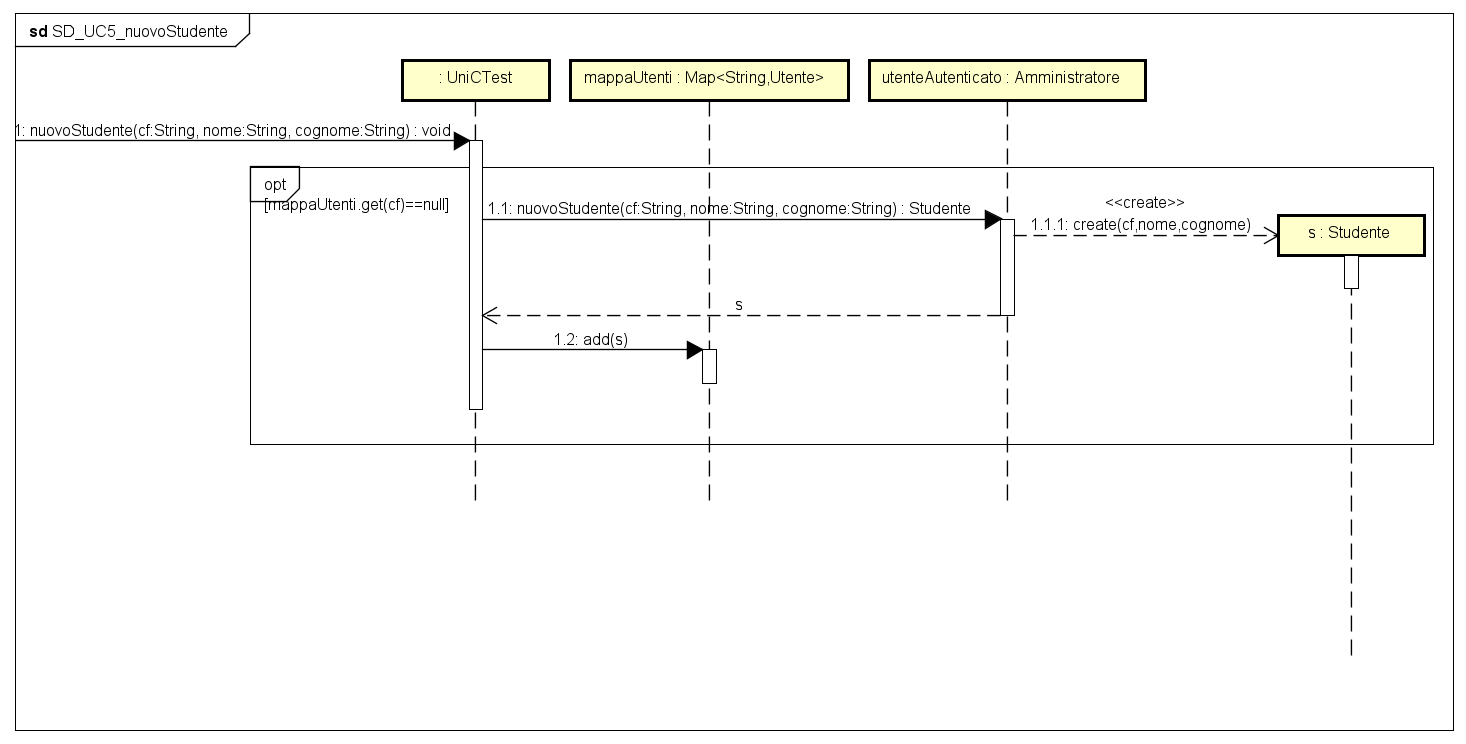 sd SD_UC5_nuovoStudente
: UniCTest
mappaUtenti : Map<String,Utente>
utenteAutenticato : Amministratore
1: nuovoStudente(cf:String, nome:String, cognome:String) : void
opt
[mappaUtenti.get(cf)==null]
1.1: nuovoStudente(cf:String, nome:String, cognome:String) : Studente
<<create>>
1.1.1: create(cf,nome,cognome)
s : Studente
s
1.2: add(s)